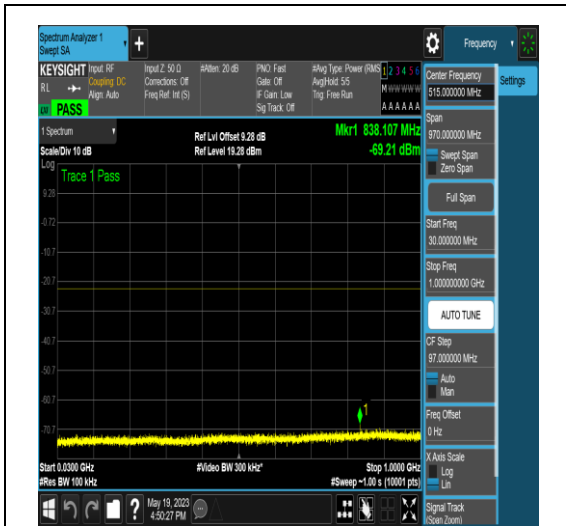 Spectrum Analyzer 1
Swept SA
+
Frequency
KEYSIGHT
RL
PASS
Input: RF
Coupling: DC
Align: Auto
Input Z: 50 Ω
Corrections: Off
Freq Ref: Int (S)
#Atten: 20 dB
PNO: Fast
Gate: Off
IF Gain: Low
Sig Track: Off
#Avg Type: Power (RMS
Avg|Hold: 5/5
Trig: Free Run
1 2 3 4 5 6
M W W W W W
A A A A A A
1 Spectrum
Scale/Div 10 dB
Ref Lvl Offset 9.28 dB
Ref Level 19.28 dBm
Mkr1 838.107 MHz
-69.21 dBm
Log
Trace 1 Pass
9.28
-0.72
-10.7
-20.7
-30.7
-40.7
-50.7
-60.7
-70.7
1
Start 0.0300 GHz
#Res BW 100 kHz
#Video BW 300 kHz*
Stop 1.0000 GHz
#Sweep ~1.00 s (10001 pts)
Center Frequency
515.000000 MHz
Settings
Span
970.000000 MHz
Swept Span
Zero Span
Full Span
Start Freq
30.000000 MHz
Stop Freq
1.000000000 GHz
AUTO TUNE
CF Step
97.000000 MHz
Auto
Man
Freq Offset
0 Hz
X Axis Scale
Log
Lin
Signal Track
(Span Zoom)
?
May 19, 2023
4:50:27 PM